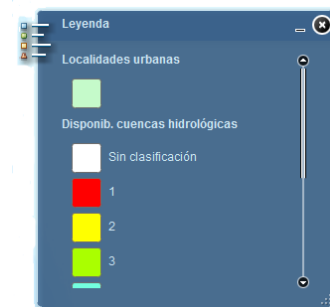 Leyenda
Localidades urbanas
Disponib. cuencas hidrológicas
Sin clasificación
1
2
3